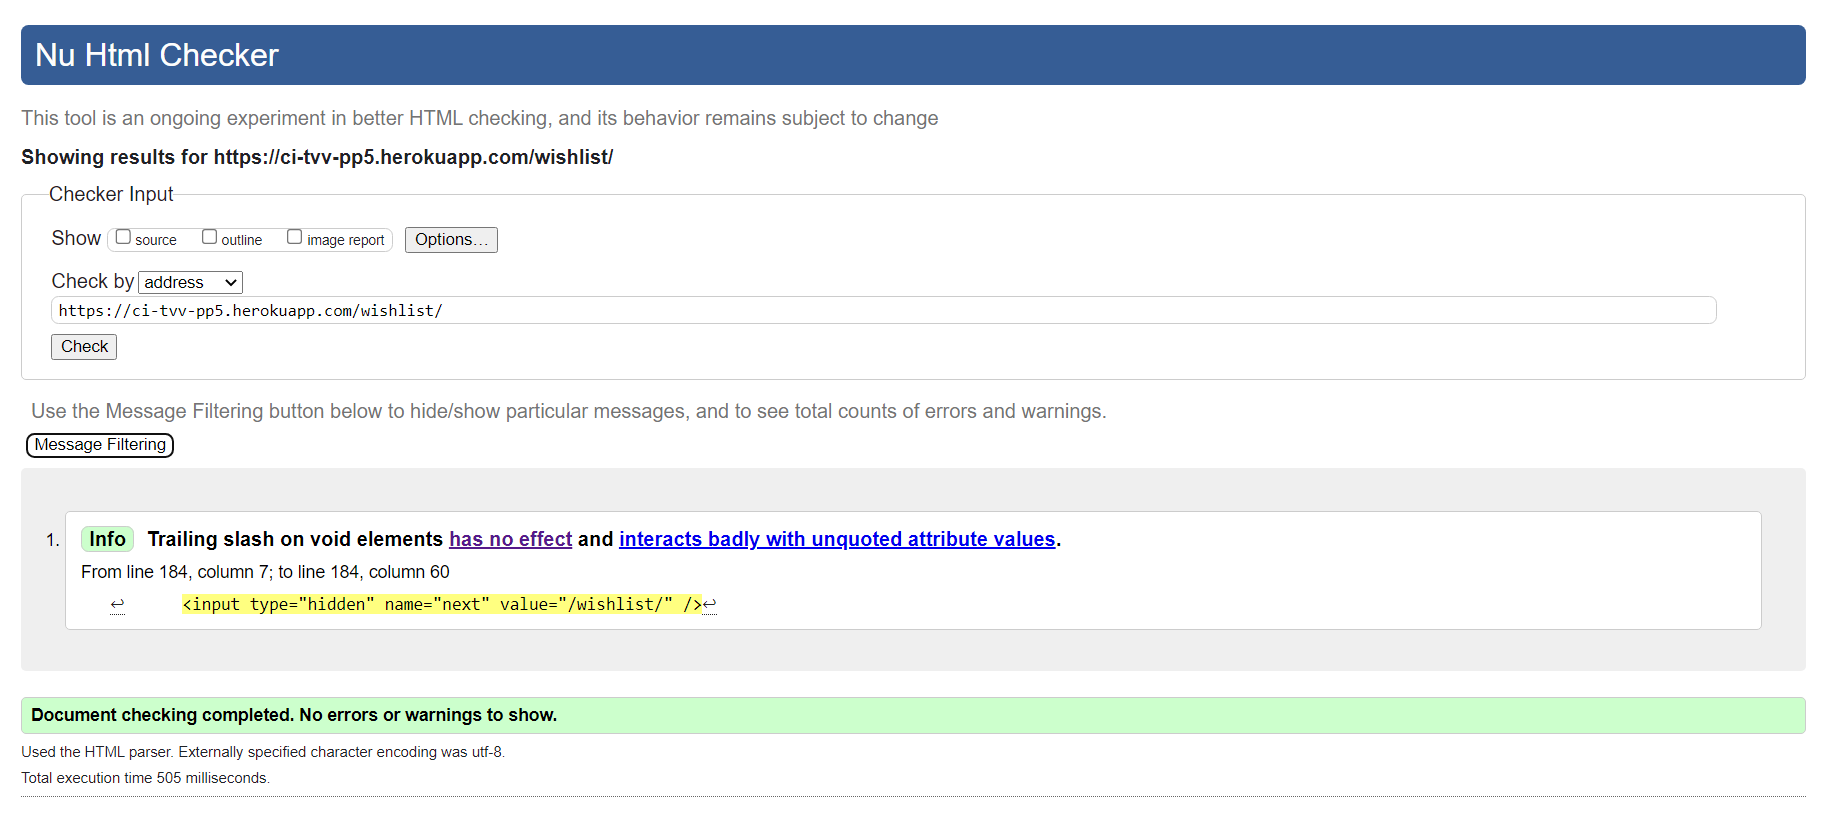 Nu Html Checker
This tool is an ongoing experiment in better HTML checking, and its behavior remains subject to change
Showing results for https://ci-tvv-pp5.herokuapp.com/wishlist/
Checker Input
Show source outline image report Options...
Check by address
https://ci-tvv-pp5.herokuapp.com/wishlist/
Check
Use the Message Filtering button below to hide/show particular messages, and to see total counts of errors and warnings.
Message Filtering
1. Info Trailing slash on void elements has no effect and interacts badly with unquoted attribute values.
From line 184, column 7; to line 184, column 60
↩ <input type="hidden" name="next" value="/wishlist/" />↩
Document checking completed. No errors or warnings to show.
Used the HTML parser. Externally specified character encoding was utf-8.
Total execution time 505 milliseconds.